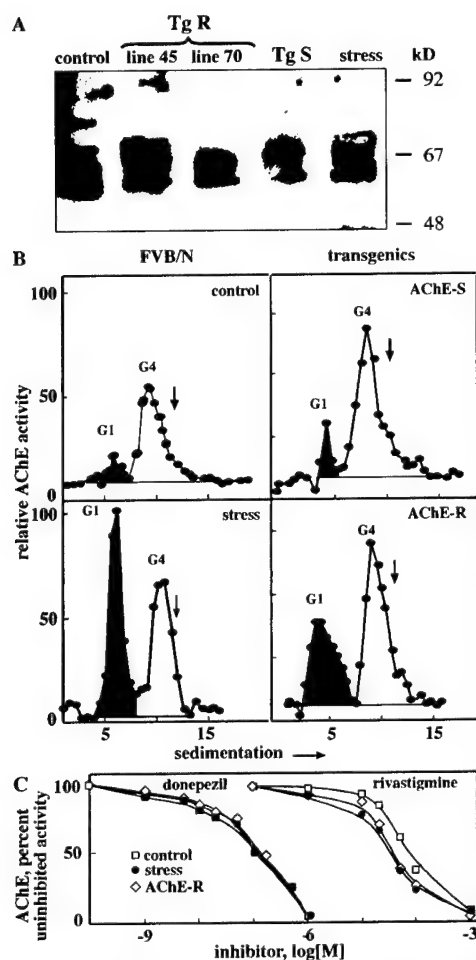 A
Tg R
control line 45 line 70 Tg S stress kD
92
67
48
B FVB/N transgenics
100 control AChE-S
G4 G4
50
G1 G1
0
relative AChE activity
100 G1 stress AChE-R
G4 G4
50 G1
0
5 15 5 15
sedimentation
C
100 donepezil rivastigmine
AChE, percent
uninhibited activity
50 control
stress
AChE-R
0
-9 -6 -3
inhibitor, log[M]